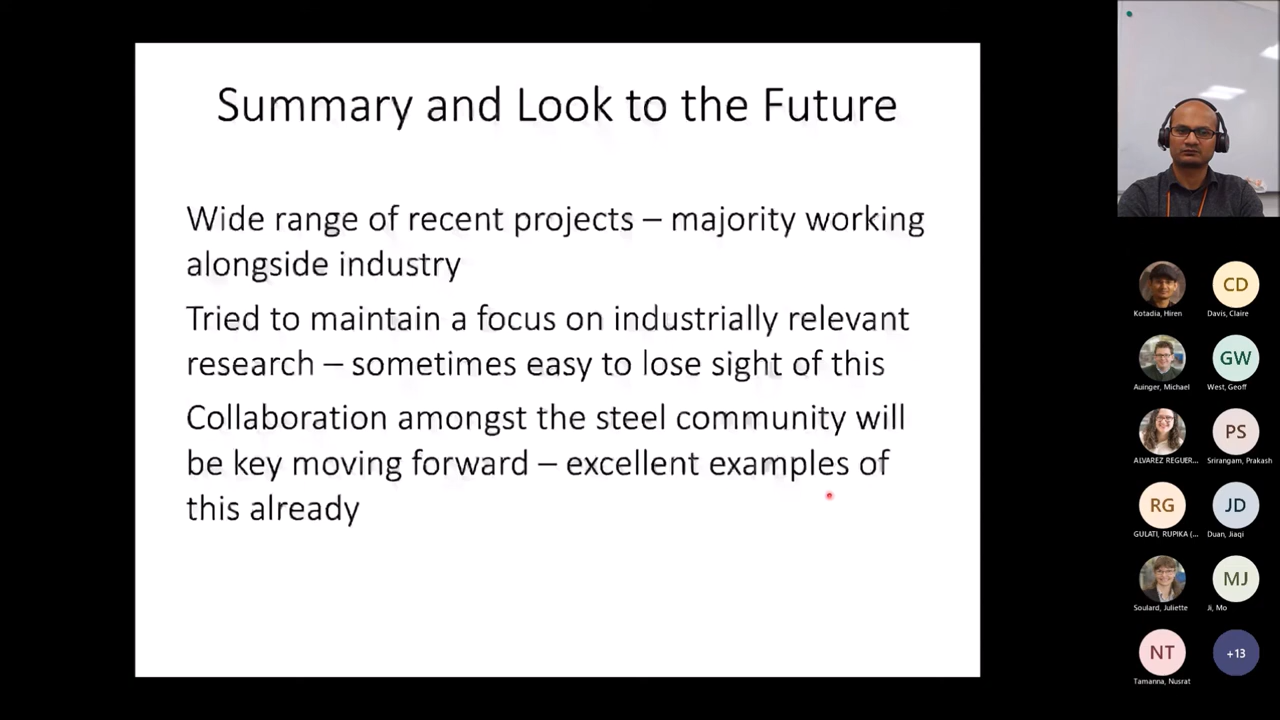 Summary and Look to the Future
Wide range of recent projects – majority working
alongside industry
Tried to maintain a focus on industrially relevant
research – sometimes easy to lose sight of this
Collaboration amongst the steel community will
be key moving forward – excellent examples of
this already
Kotadia, Hiren
CD
Davis, Claire
Auinger, Michael
GW
West, Geoff
ALVAREZ REGUER...
PS
Srirangam, Prakash
RG
GULATI, RUPIKA (...
JD
Duan, Jiaqi
Soulard, Juliette
MJ
Ji, Mo
NT
Tamanna, Nusrat
+13